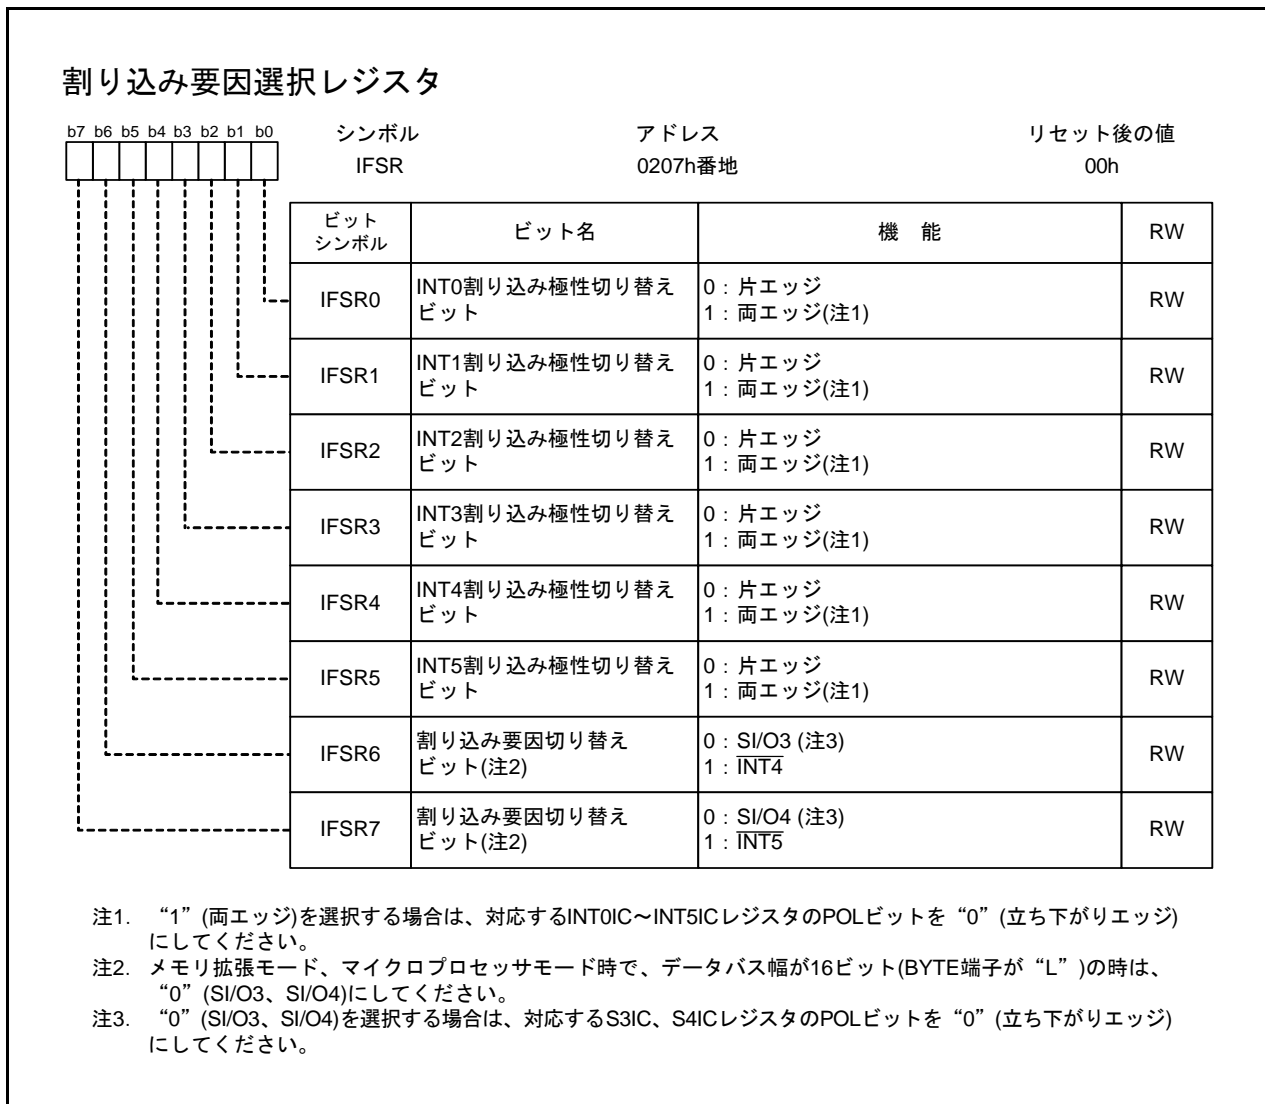 割り込み要因選択レジスタ
b7 b6 b5 b4 b3 b2 b1 b0
シンボル アドレス リセット後の値
IFSR 0207h番地 00h
ビット
シンボル
ビット名 機　能 RW
IFSR0
INT0割り込み極性切り替え
ビット
0：片エッジ
1：両エッジ(注1)
RW
IFSR1
INT1割り込み極性切り替え
ビット
0：片エッジ
1：両エッジ(注1)
RW
IFSR2
INT2割り込み極性切り替え
ビット
0：片エッジ
1：両エッジ(注1)
RW
IFSR3
INT3割り込み極性切り替え
ビット
0：片エッジ
1：両エッジ(注1)
RW
IFSR4
INT4割り込み極性切り替え
ビット
0：片エッジ
1：両エッジ(注1)
RW
IFSR5
INT5割り込み極性切り替え
ビット
0：片エッジ
1：両エッジ(注1)
RW
IFSR6
割り込み要因切り替え
ビット(注2)
0：SI/O3 (注3)
1：INT4
RW
IFSR7
割り込み要因切り替え
ビット(注2)
0：SI/O4 (注3)
1：INT5
RW
注1. “1”(両エッジ)を選択する場合は、対応するINT0IC～INT5ICレジスタのPOLビットを“0”(立ち下がりエッジ)
にしてください。
注2. メモリ拡張モード、マイクロプロセッサモード時で、データバス幅が16ビット(BYTE端子が“L”)の時は、
“0”(SI/O3、SI/O4)にしてください。
注3. “0”(SI/O3、SI/O4)を選択する場合は、対応するS3IC、S4ICレジスタのPOLビットを“0”(立ち下がりエッジ)
にしてください。